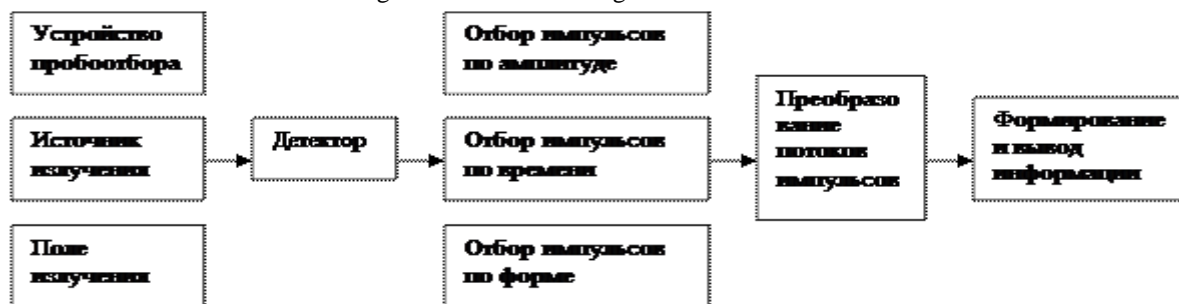 Устройство
пробоотбора
Источник
излучения
Поле
излучения
Детектор
Отбор импульсов
по амплитуде
Отбор импульсов
по времени
Отбор импульсов
по форме
Преобразо
вание
потоков
импульсов
Формирование
и вывод
информации